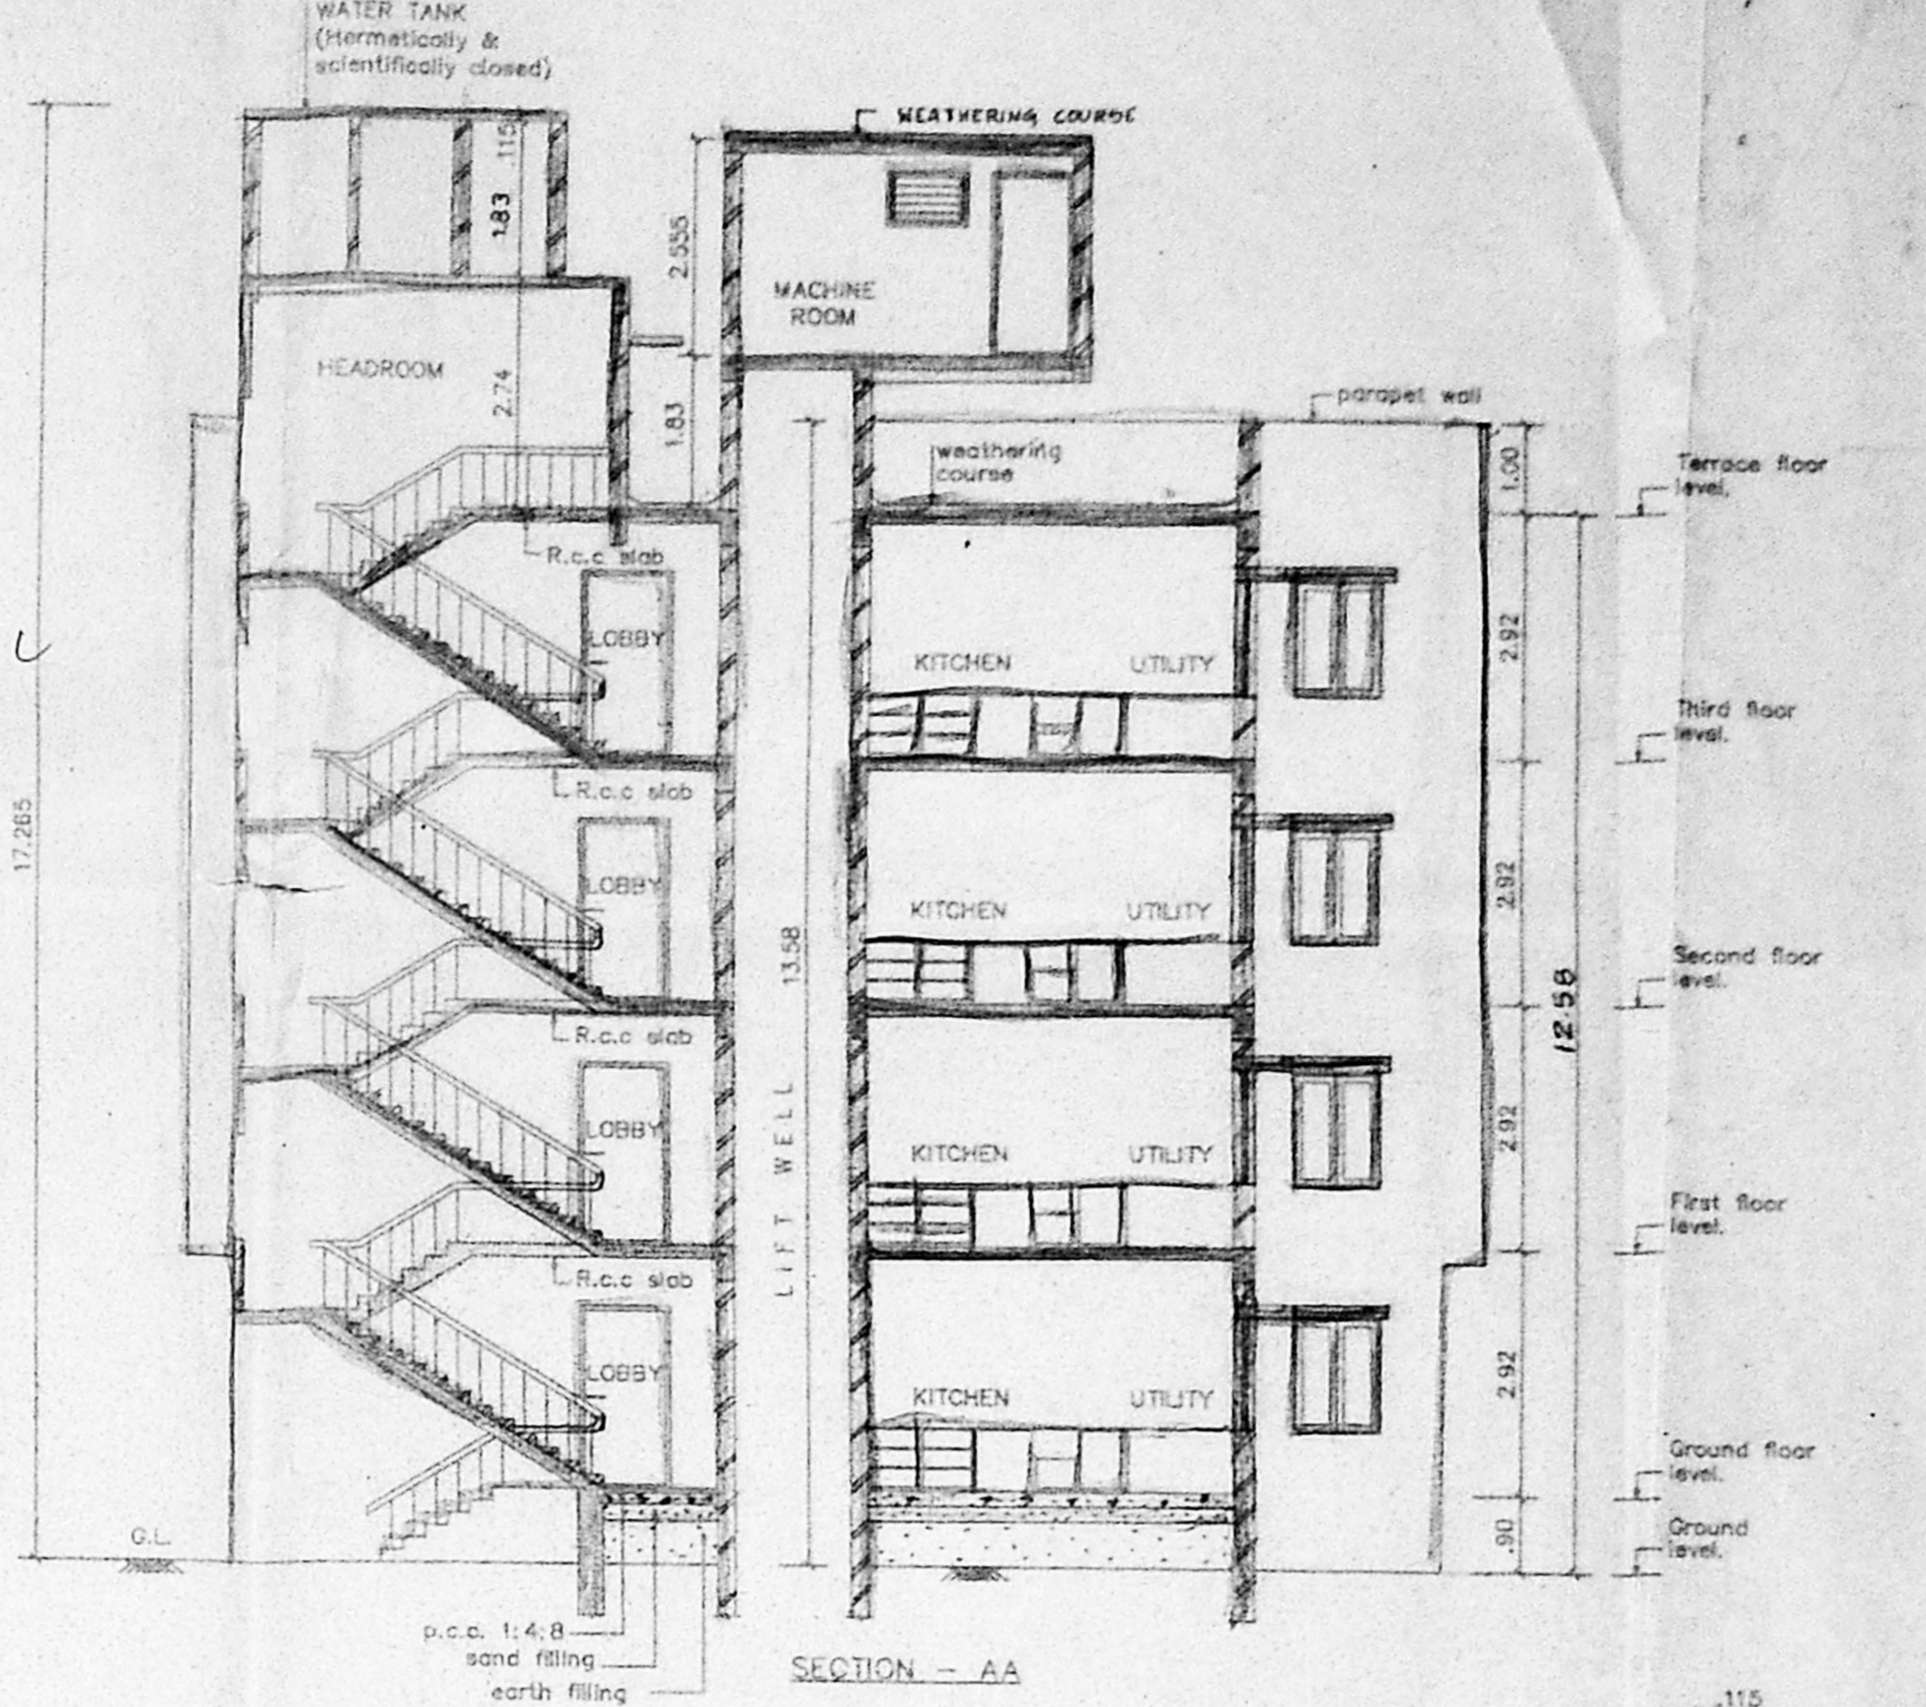 WATER TANK
(Hermetically &
scientifically closed)
WEATHERING COURSE
.115
1.83
2.555
MACHINE
ROOM
HEADROOM
2.74
1.83
parapet wall
weathering
course
1.00
Terrace floor
level.
R.c.c slab
LOBBY
KITCHEN UTILITY
2.92
Third floor
level.
R.c.c slab
17.265
LOBBY
KITCHEN UTILITY
2.92
13.58
Second floor
level.
12.58
R.c.c slab
LOBBY
KITCHEN UTILITY
2.92
LIFT WELL
First floor
level.
R.c.c slab
LOBBY
KITCHEN UTILITY
2.92
Ground floor
level.
G.L.
.90
Ground
level.
p.c.c. 1:4:8
sand filling
earth filling
SECTION - AA
.115